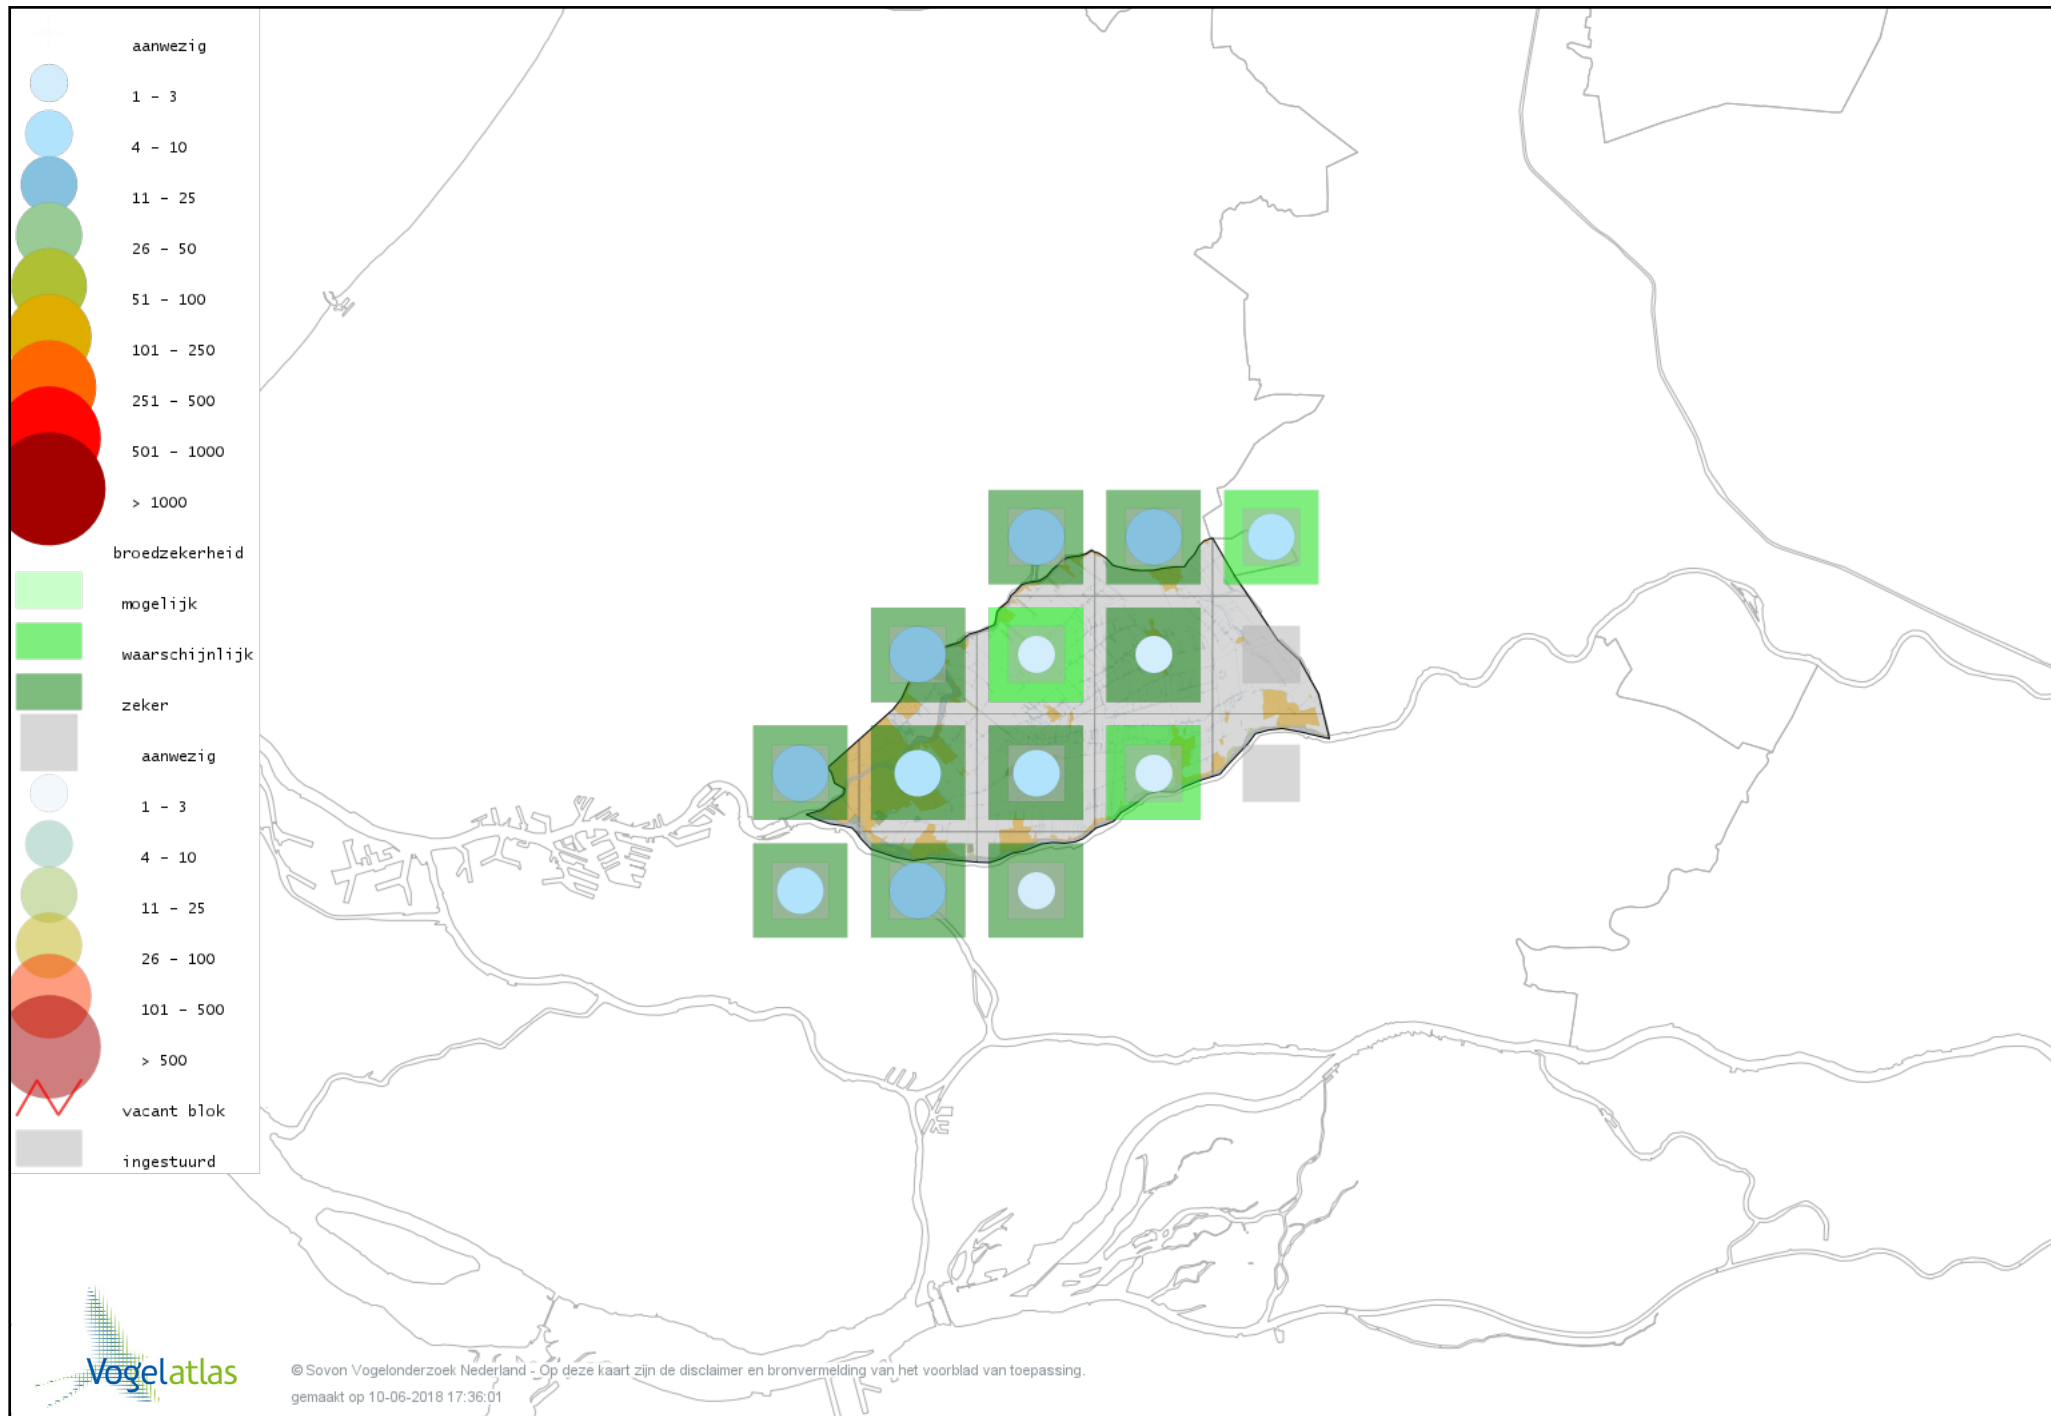 aanwezig
1 - 3
4 - 10
11 - 25
26 - 50
51 - 100
101 - 250
251 - 500
501 - 1000
> 1000
broedzekerheid
mogelijk
waarschijnlijk
zeker
aanwezig
1 - 3
4 - 10
11 - 25
26 - 100
101 - 500
> 500
vacant blok
ingestuurd
Vogelatlas
© Sovon Vogelonderzoek Nederland - Op deze kaart zijn de disclaimer en bronvermelding van het voorblad van toepassing.
gemaakt op 10-06-2018 17:36:01